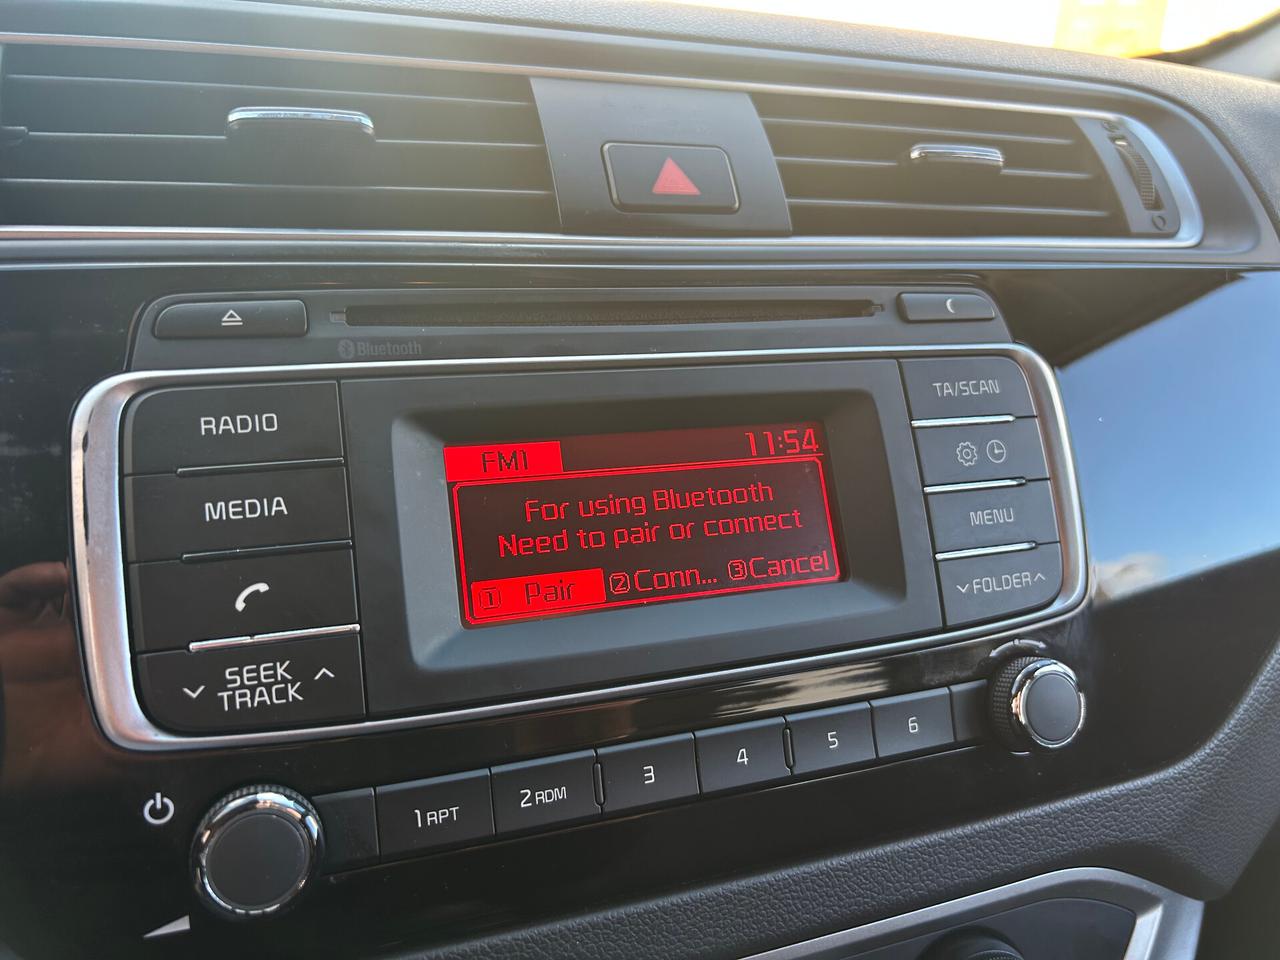 Bluetooth
RADIO
MEDIA
SEEK
TRACK
FM1
11:54
For using Bluetooth
Need to pair or connect
1 Pair 2 Conn... 3 Cancel
TA/SCAN
MENU
FOLDER
1 RPT
2 RDM
3
4
5
6